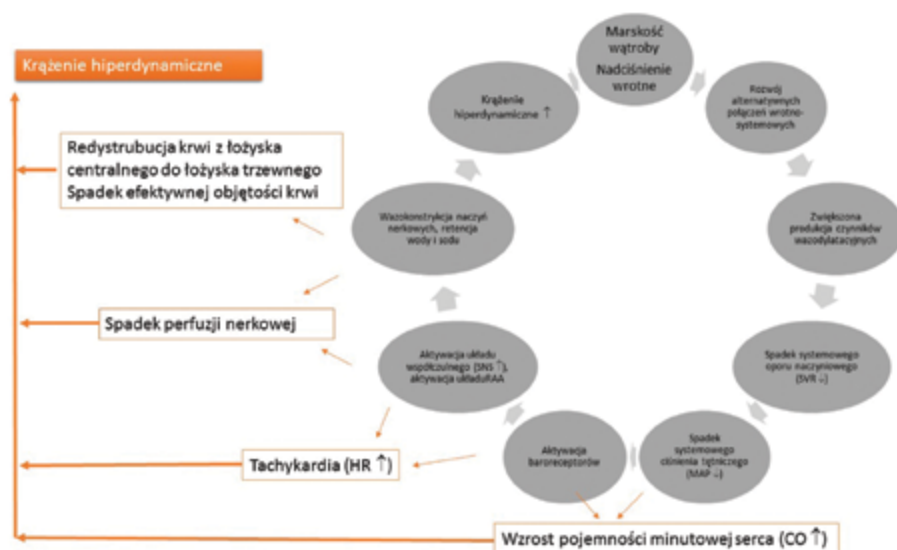 Marskość
wątroby
Nadciśnienie
wrotne
Rozwój
alternatywnych
połączeń wrotno-
systemowych
Zwiększona
produkcja czynników
wazodylatacyjnych
Spadek systemowego
oporu naczyniowego
(SVR ↓)
Spadek
systemowego
ciśnienia tętniczego
(MAP ↓)
Aktywacja
baroreceptorów
Aktywacja układu
współczulnego (SNS ↑),
aktywacja układuRAA
Wazokonstrukcja naczyń
nerkowych, retencja
wody i sodu
Krążenie
hiperdynamiczne ↑
Krążenie hiperdynamiczne
Redystrubucja krwi z łożyska
centralnego do łożyska trzewnego
Spadek efektywnej objętości krwi
Spadek perfuzji nerkowej
Tachykardia (HR ↑)
Wzrost pojemności minutowej serca (CO ↑)